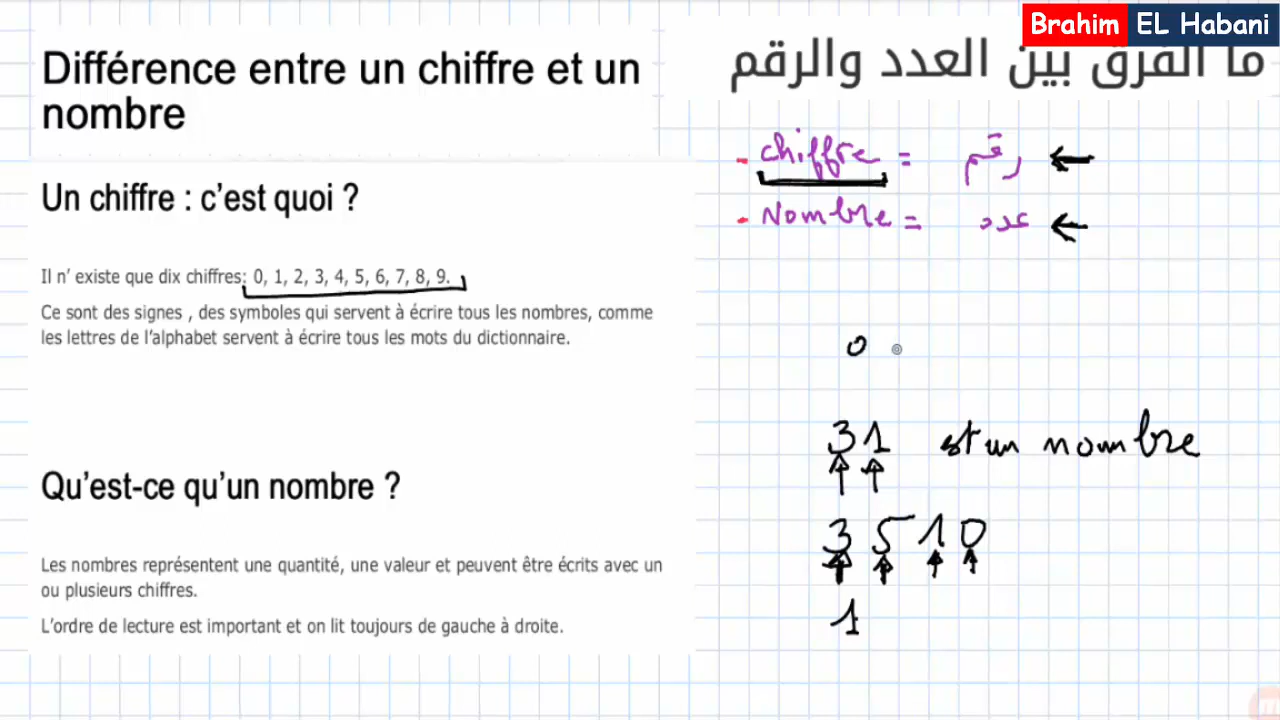 Brahim EL Habani
Différence entre un chiffre et un
nombre
ما الفرق بين العدد والرقم
Un chiffre : c’est quoi ?
Il n’ existe que dix chiffres: 0, 1, 2, 3, 4, 5, 6, 7, 8, 9.
Ce sont des signes , des symboles qui servent à écrire tous les nombres, comme
les lettres de l’alphabet servent à écrire tous les mots du dictionnaire.
Qu’est-ce qu’un nombre ?
Les nombres représentent une quantité, une valeur et peuvent être écrits avec un
ou plusieurs chiffres.
L’ordre de lecture est important et on lit toujours de gauche à droite.
- chiffre = رقم ←
- Nombre = عدد ←
0
31 est un nombre
3 5 1 0
1